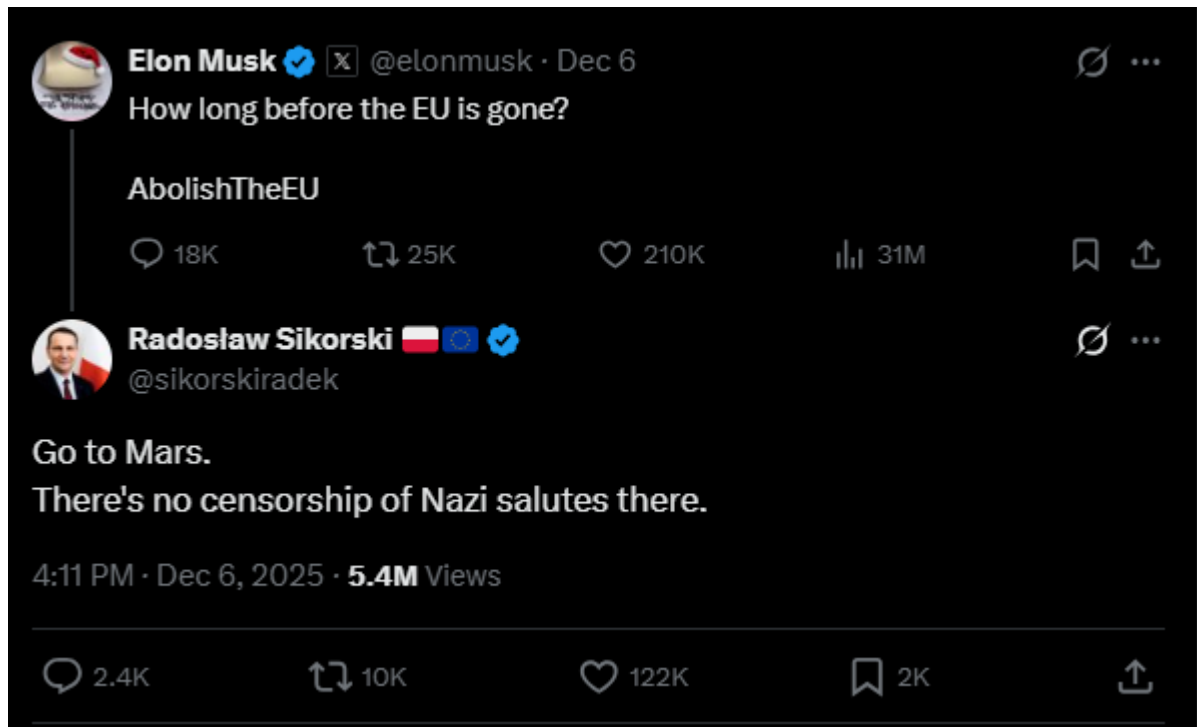 Elon Musk @elonmusk · Dec 6
How long before the EU is gone?
AbolishTheEU
18K 25K 210K 31M
Radosław Sikorski
@sikorskiradek
Go to Mars.
There's no censorship of Nazi salutes there.
4:11 PM · Dec 6, 2025 · 5.4M Views
2.4K 10K 122K 2K